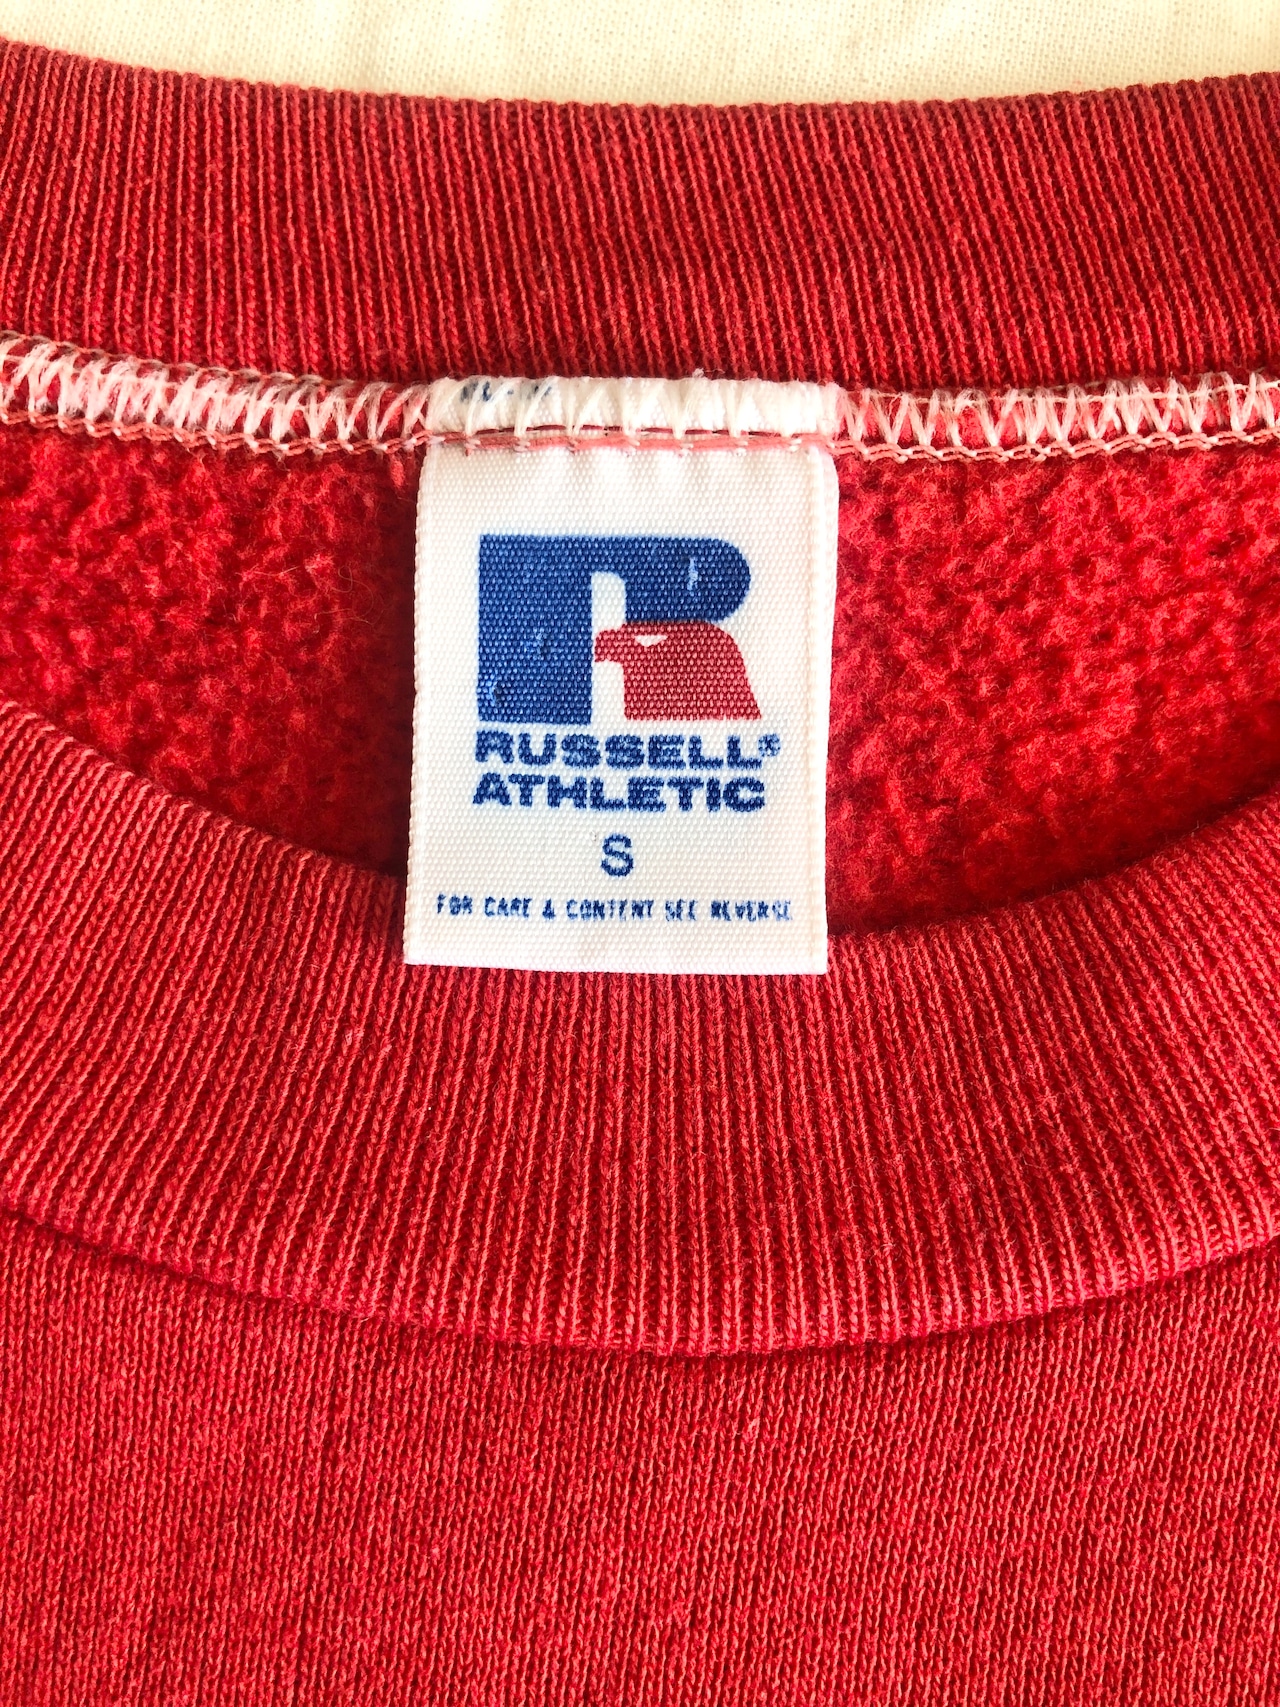 R
RUSSELL®
ATHLETIC
S
FOR CARE & CONTENT SEE REVERSE